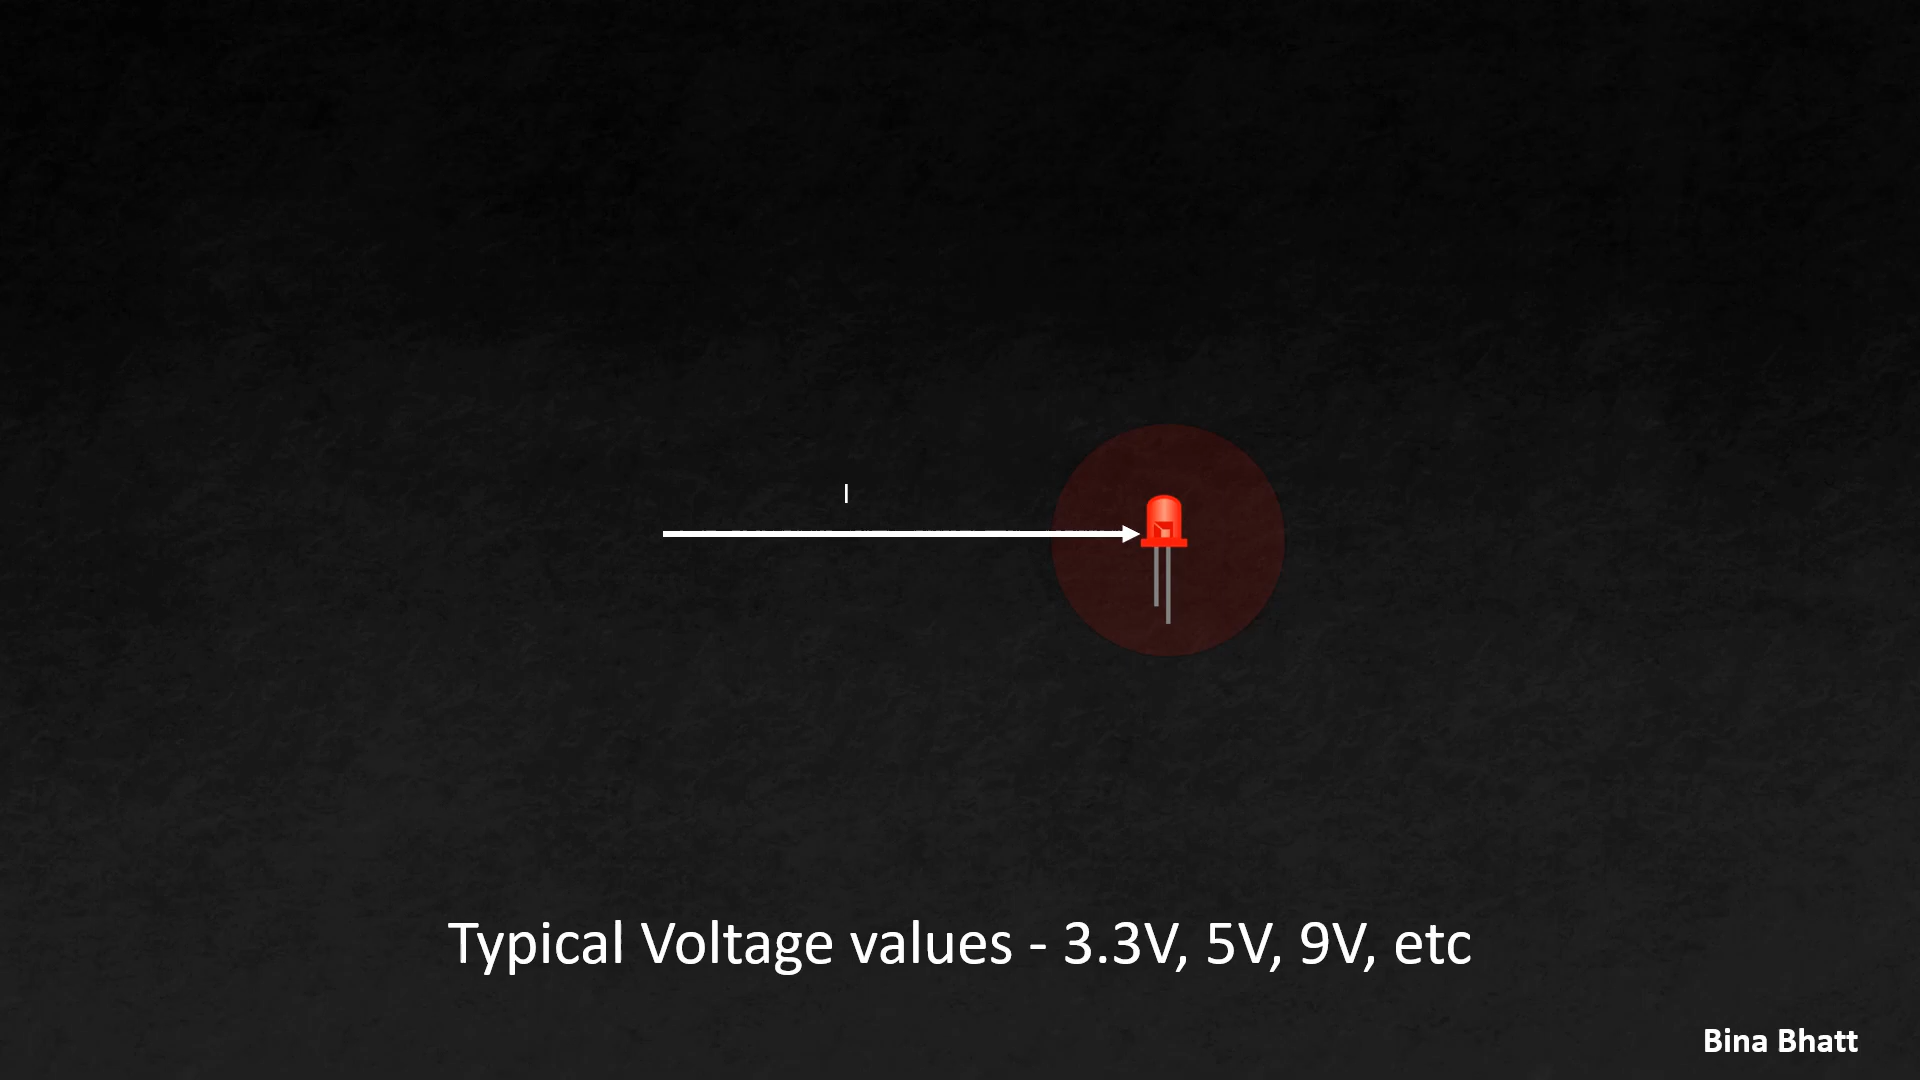 I
Typical Voltage values - 3.3V, 5V, 9V, etc
Bina Bhatt